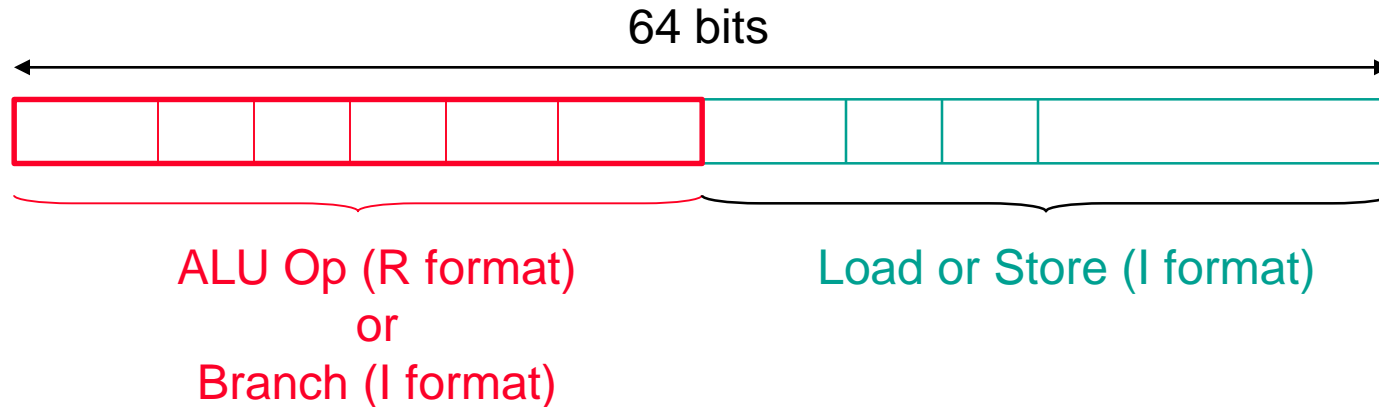 64 bits
ALU Op (R format)
or
Branch (I format)
Load or Store (I format)